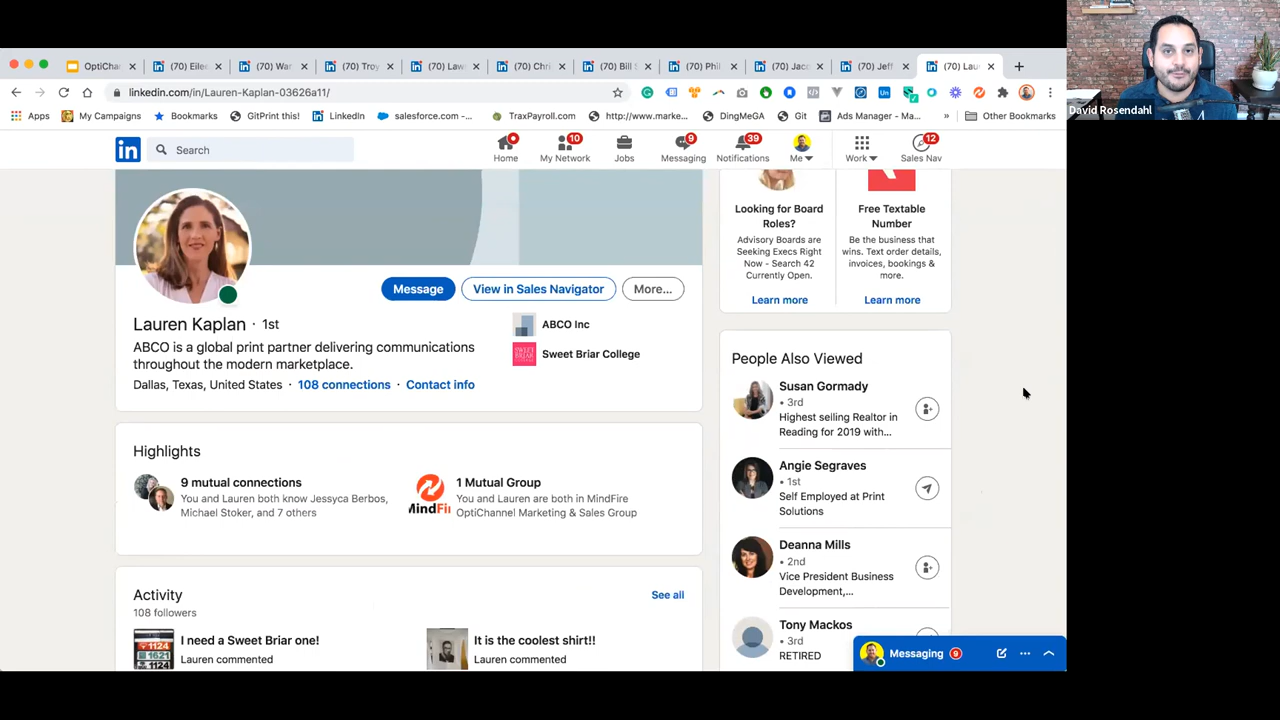 OptiCha
(70) Eile
(70) War
(70) Troy
(70) Law
(70) Chri
(70) Bill S
(70) Phil
(70) Jaco
(70) Jeff
(70) Lau
linkedin.com/in/Lauren-Kaplan-03626a11/
Apps
My Campaigns
Bookmarks
GitPrint this!
LinkedIn
salesforce.com -...
TraxPayroll.com
http://www.marke...
DingMEGA
Git
Ads Manager - Ma...
»
Other Bookmarks
David Rosendahl
in
Search
Home
10
My Network
Jobs
9
Messaging
39
Notifications
Me
Work
12
Sales Nav
Message
View in Sales Navigator
More...
Lauren Kaplan · 1st
ABCO is a global print partner delivering communications
throughout the modern marketplace.
Dallas, Texas, United States · 108 connections · Contact info
ABCO Inc
Sweet Briar College
Highlights
9 mutual connections
You and Lauren both know Jessyca Berbos,
Michael Stoker, and 7 others
MindFi
1 Mutual Group
You and Lauren are both in MindFire
OptiChannel Marketing & Sales Group
Activity
108 followers
See all
1124
1621
1124
I need a Sweet Briar one!
Lauren commented
It is the coolest shirt!!
Lauren commented
Looking for Board
Roles?
Advisory Boards are
Seeking Execs Right
Now - Search 42
Currently Open.
Learn more
Free Textable
Number
Be the business that
wins. Text order details,
invoices, bookings &
more.
Learn more
People Also Viewed
Susan Gormady
• 3rd
Highest selling Realtor in
Reading for 2019 with...
Angie Segraves
• 1st
Self Employed at Print
Solutions
Deanna Mills
• 2nd
Vice President Business
Development,...
Tony Mackos
• 3rd
RETIRED
Messaging 9